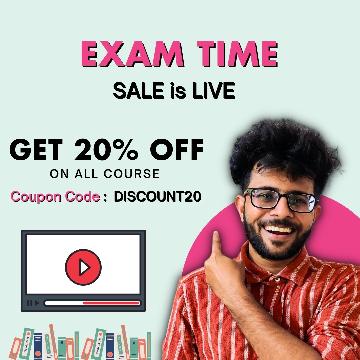 EXAM TIME
SALE is LIVE
GET 20% OFF
ON ALL COURSE
Coupon Code : DISCOUNT20